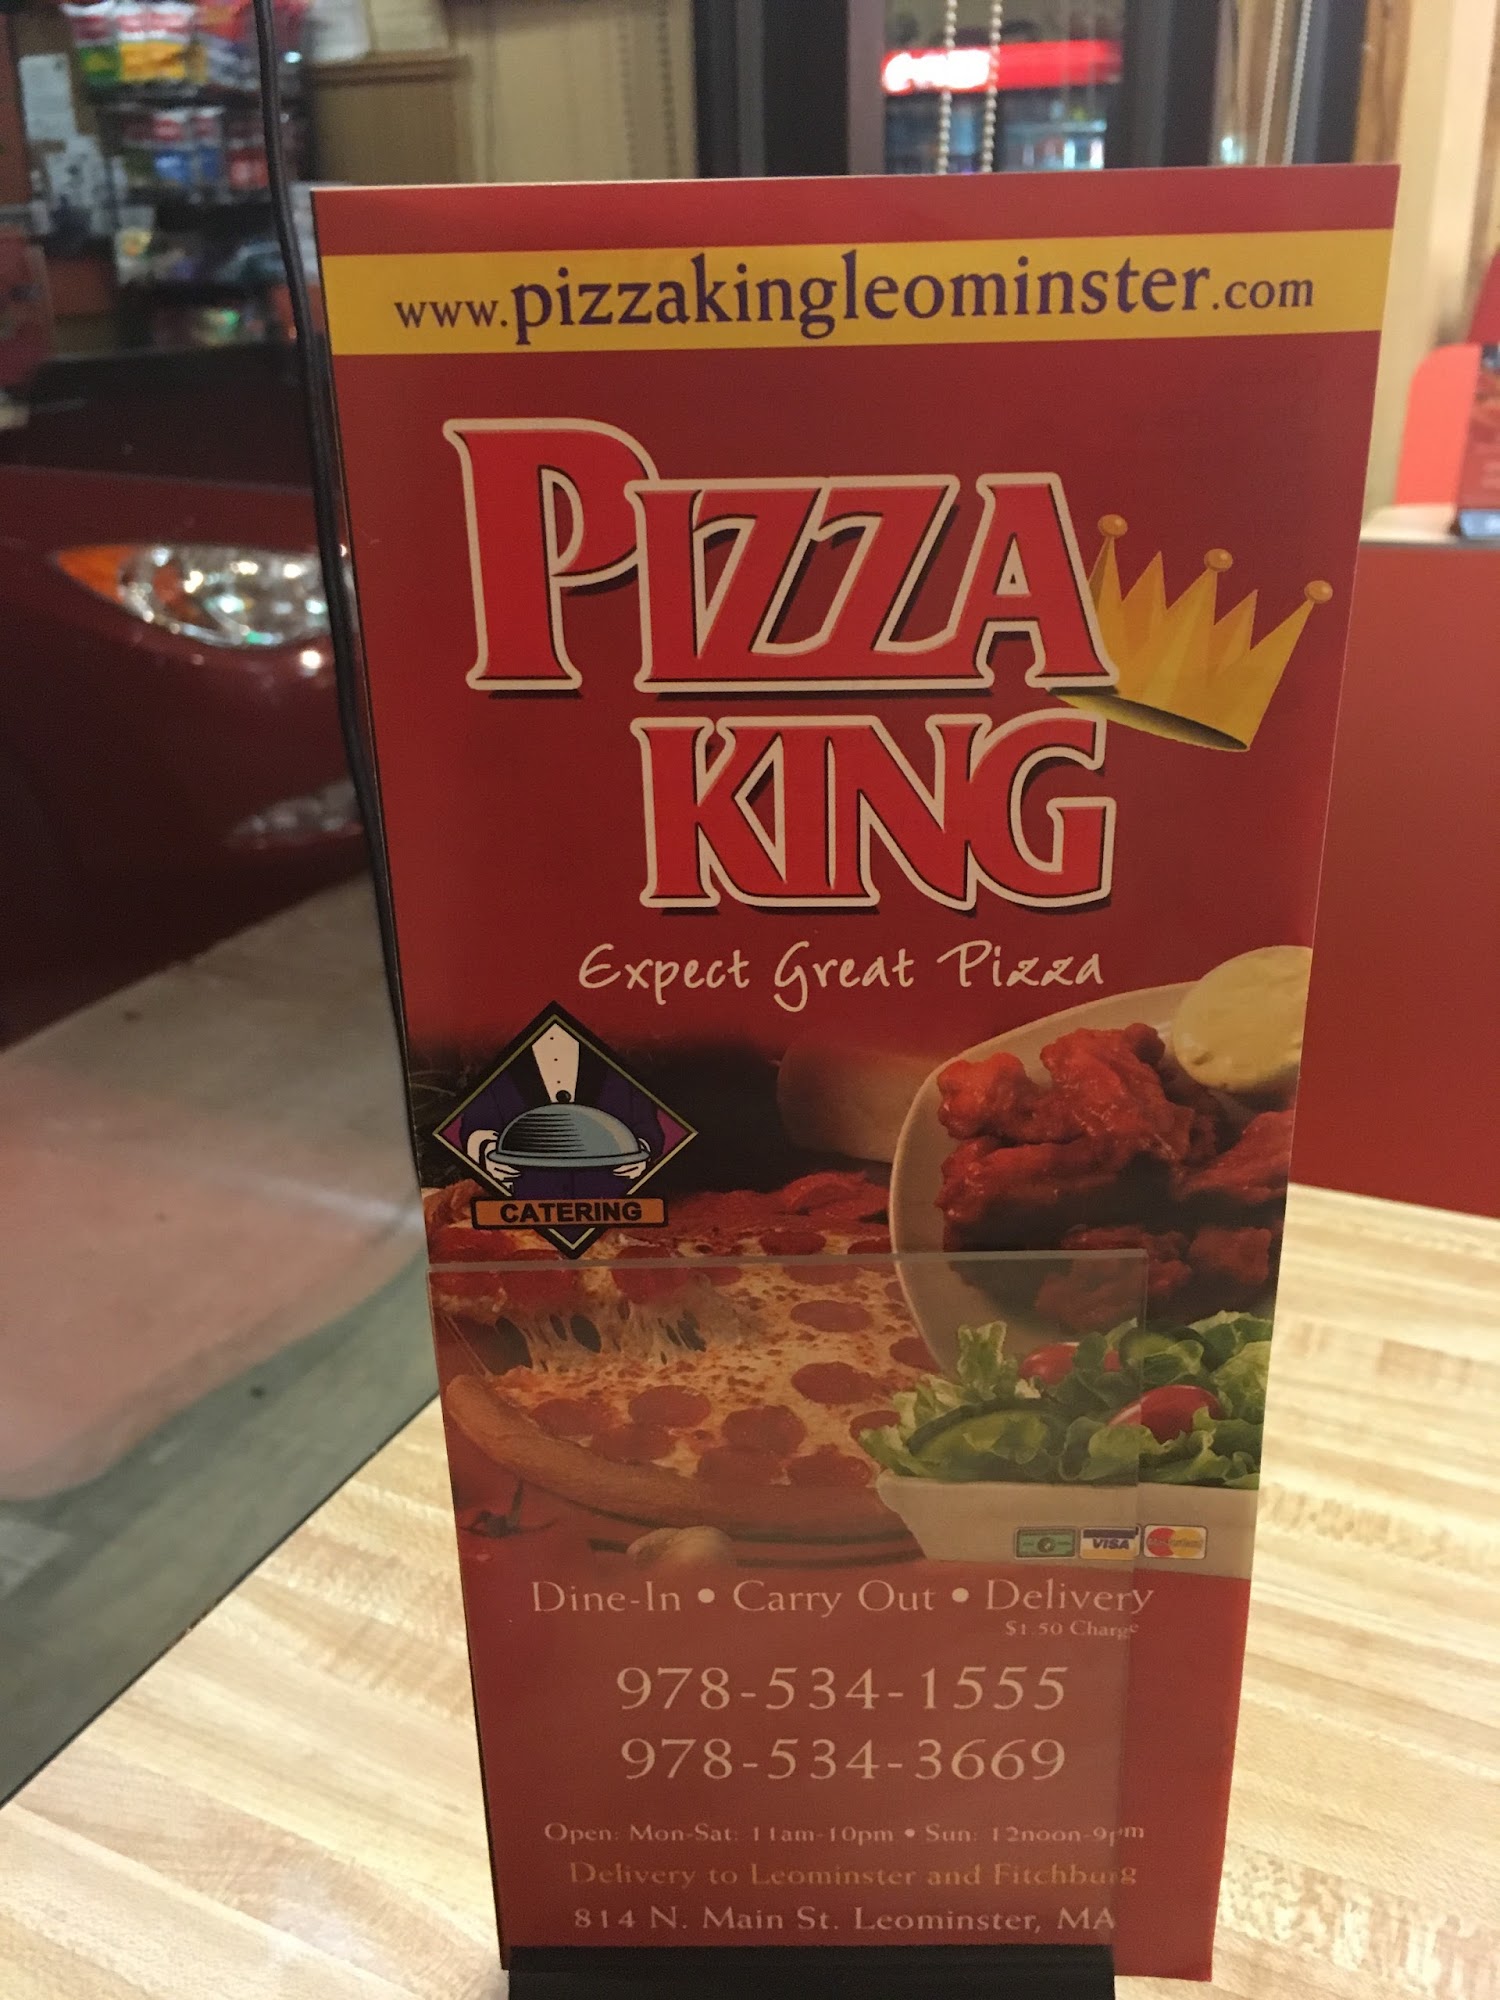 www.pizzakingleominster.com
PIZZA
KING
Expect Great Pizza
CATERING
VISA
Dine-In • Carry Out • Delivery
$1.50 Charge
978-534-1555
978-534-3669
Open: Mon-Sat: 11am-10pm • Sun: 12noon-9pm
Delivery to Leominster and Fitchburg
814 N. Main St. Leominster, MA